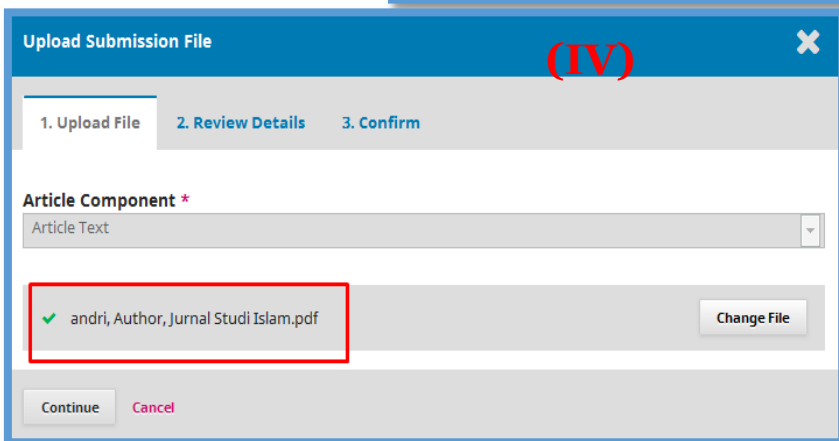 Upload Submission File
(IV)
1. Upload File 2. Review Details 3. Confirm
Article Component *
Article Text
andri, Author, Jurnal Studi Islam.pdf
Change File
Continue Cancel